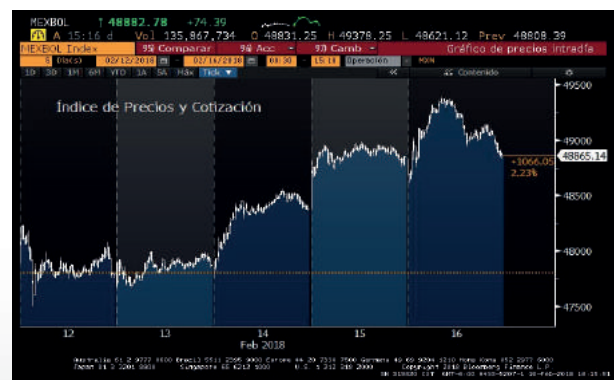 MEXBOL ↑ 48882.78 +74.39
A 15:16 d Vol 135,867,734 O 48831.25 H 49378.25 L 48621.12 Prev 48808.39
MEXBOL Index 95 Comparar 96 Acc 97 Camb Gráfico de precios intradía
02/12/2018 - 02/16/2018 08:30 - 15:18 Operación MXN
1D 3D 1M 6M YTD 1A 5A Máx Tick ▼ Contenido
Índice de Precios y Cotización
49500
49000
48865.14
+1066.05
2.23%
48500
48000
47500
12 13 14 15 16
Feb 2018